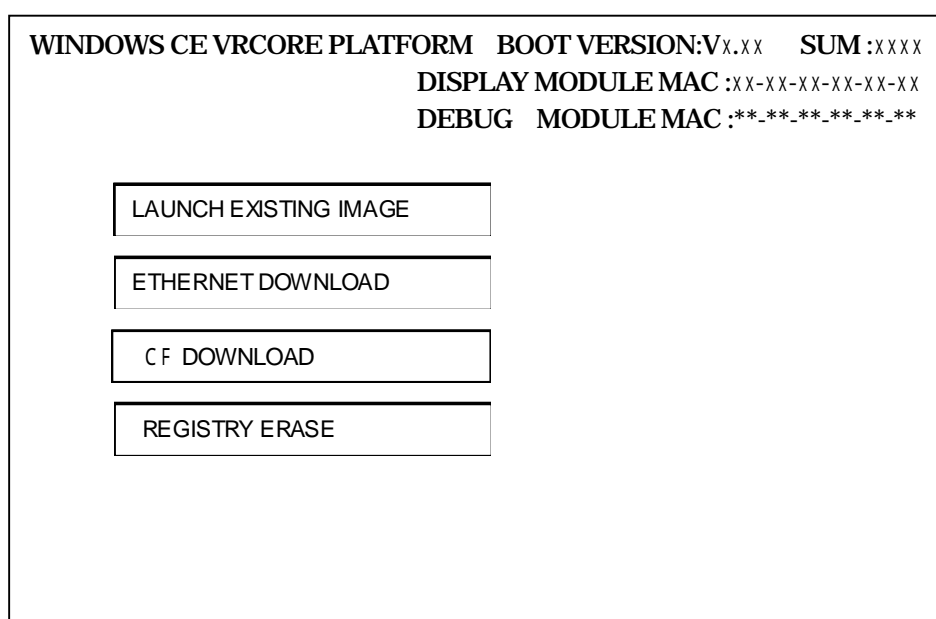 WINDOWS CE VRCORE PLATFORM BOOT VERSION:Vx.xx SUM :xxxx
DISPLAY MODULE MAC :xx-xx-xx-xx-xx-xx
DEBUG MODULE MAC :**-**-**-**-**-**
LAUNCH EXISTING IMAGE
ETHERNET DOWNLOAD
CF DOWNLOAD
REGISTRY ERASE